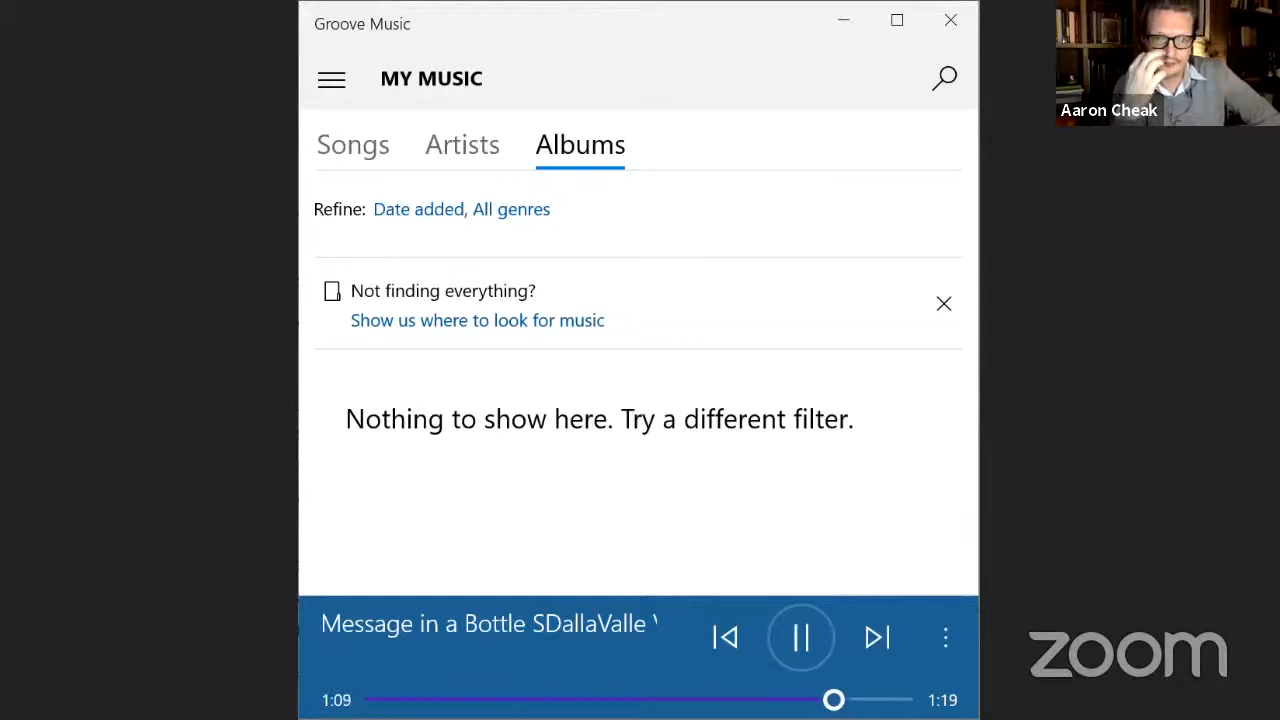 Groove Music
MY MUSIC
Songs Artists Albums
Refine: Date added, All genres
Not finding everything?
Show us where to look for music
Nothing to show here. Try a different filter.
Message in a Bottle SDallaValle
1:09 1:19
Aaron Cheak
zoom